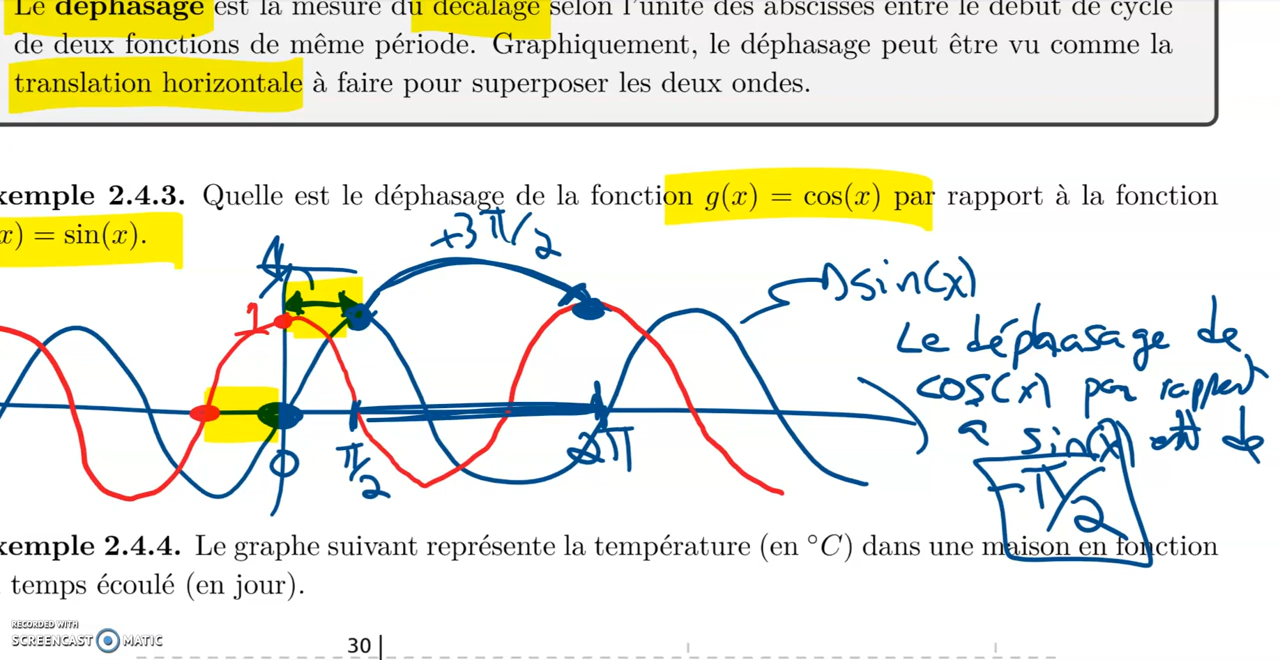 Le déphasage est la mesure du décalage selon l'unité des abscisses entre le début de cycle
de deux fonctions de même période. Graphiquement, le déphasage peut être vu comme la
translation horizontale à faire pour superposer les deux ondes.
xemple 2.4.3. Quelle est le déphasage de la fonction g(x) = cos(x) par rapport à la fonction
x) = sin(x).
+3π/2
1
sin(x)
Le déphasage de
cos(x) par rapport
à sin(x) est de
-π/2
0
π/2
2π
xemple 2.4.4. Le graphe suivant représente la température (en °C) dans une maison en fonction
temps écoulé (en jour).
RECORDED WITH
SCREENCAST MATIC
30